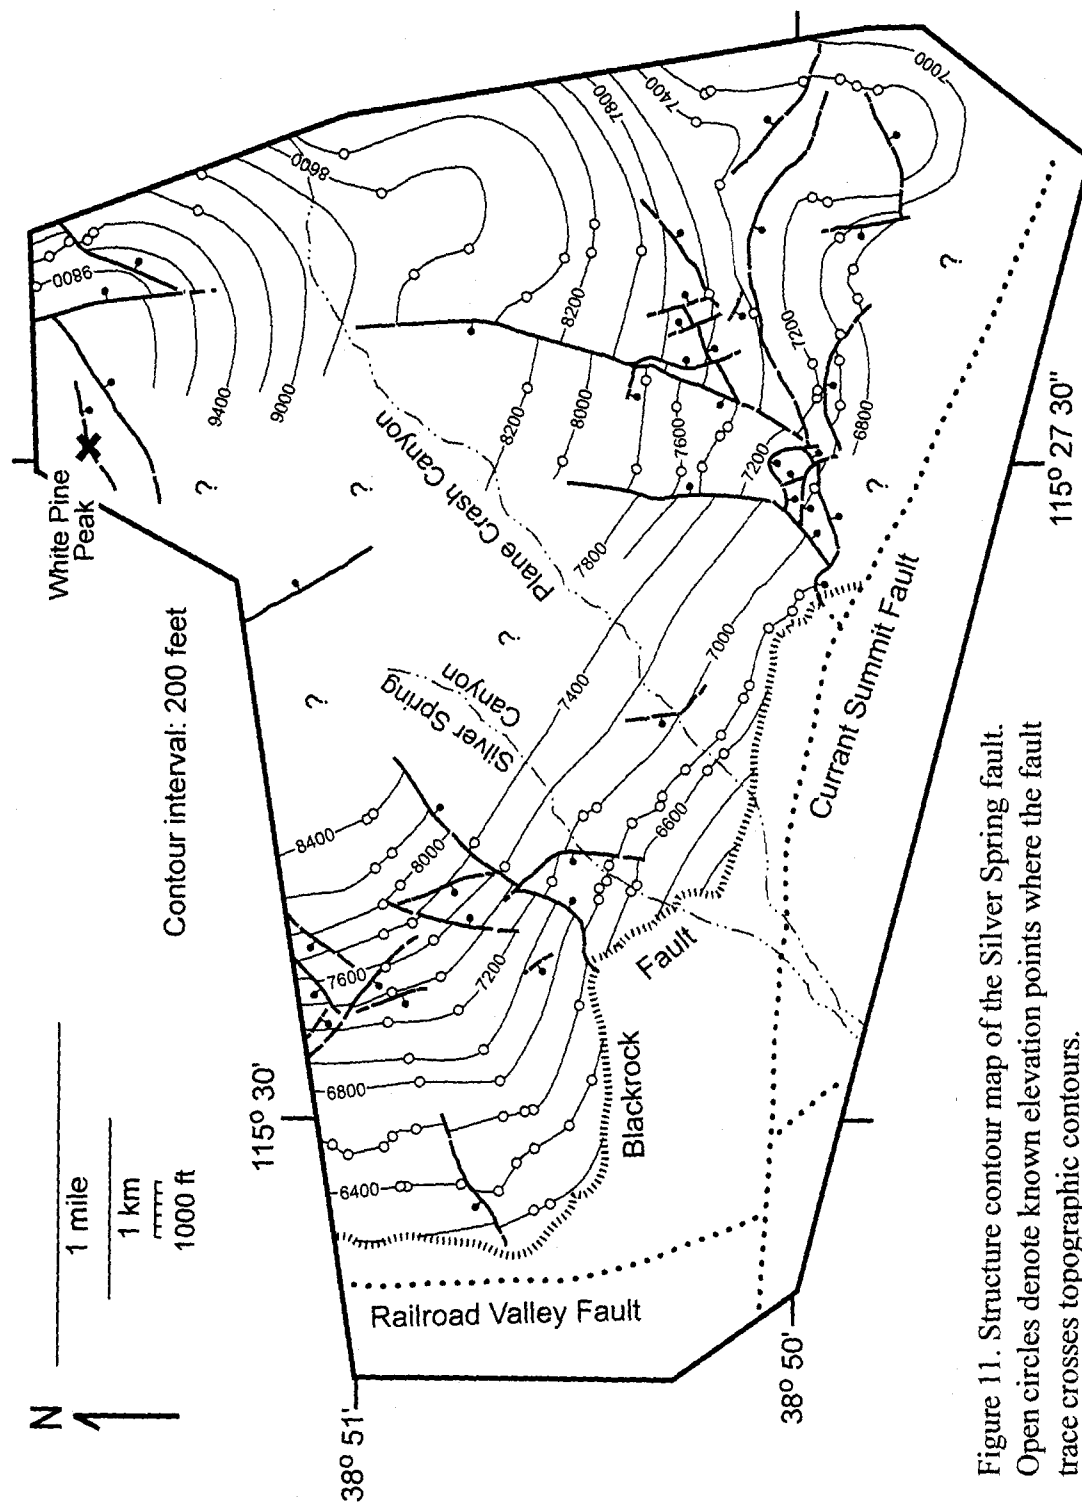 N
1 mile
1 km
1000 ft
Contour interval: 200 feet
White Pine
Peak
115º 30'
115º 27' 30"
38º 51'
38º 50'
9800
9400
9000
8600
8400
8200
8200
8000
8000
7800
7800
7600
7600
7400
7400
7200
7200
7200
7000
7000
6800
6800
6600
6400
?
?
?
?
?
?
Silver Spring
Canyon
Plane Crash Canyon
Blackrock
Fault
Railroad Valley Fault
Currant Summit Fault
Figure 11. Structure contour map of the Silver Spring fault.
Open circles denote known elevation points where the fault
trace crosses topographic contours.